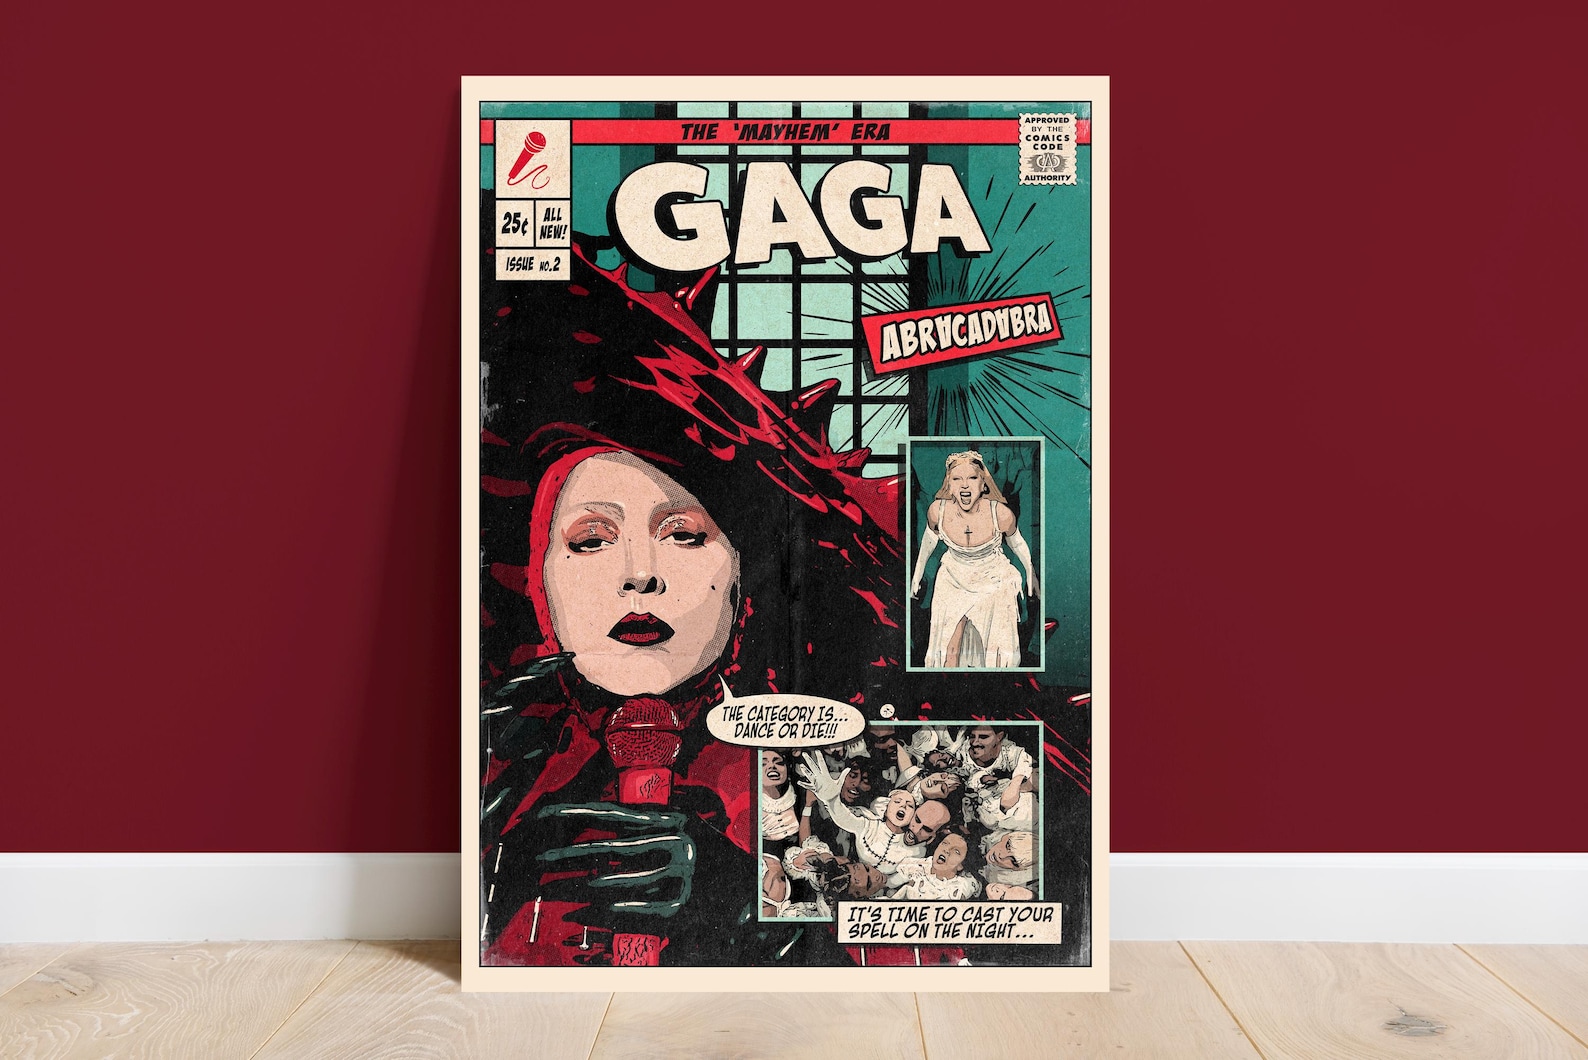 THE 'MAYHEM' ERA
GAGA
25¢
ALL
NEW!
ISSUE NO.2
APPROVED
BY THE
COMICS
CODE
AUTHORITY
ABRACADABRA
THE CATEGORY IS...
DANCE OR DIE!!!
IT'S TIME TO CAST YOUR
SPELL ON THE NIGHT...